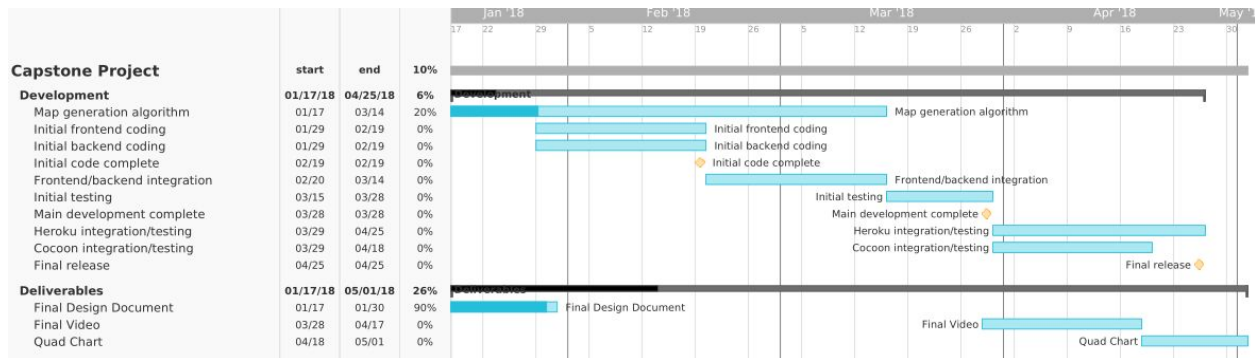 Jan '18 Feb '18 Mar '18 Apr '18 May '
17 22 29 5 12 19 26 5 12 19 26 2 9 16 23 30
Capstone Project start end 10%
Development 01/17/18 04/25/18 6% Development
Map generation algorithm 01/17 03/14 20% Map generation algorithm
Initial frontend coding 01/29 02/19 0% Initial frontend coding
Initial backend coding 01/29 02/19 0% Initial backend coding
Initial code complete 02/19 02/19 0% Initial code complete
Frontend/backend integration 02/20 03/14 0% Frontend/backend integration
Initial testing 03/15 03/28 0% Initial testing
Main development complete 03/28 03/28 0% Main development complete
Heroku integration/testing 03/29 04/25 0% Heroku integration/testing
Cocoon integration/testing 03/29 04/18 0% Cocoon integration/testing
Final release 04/25 04/25 0% Final release
Deliverables 01/17/18 05/01/18 26% Deliverables
Final Design Document 01/17 01/30 90% Final Design Document
Final Video 03/28 04/17 0% Final Video
Quad Chart 04/18 05/01 0% Quad Chart